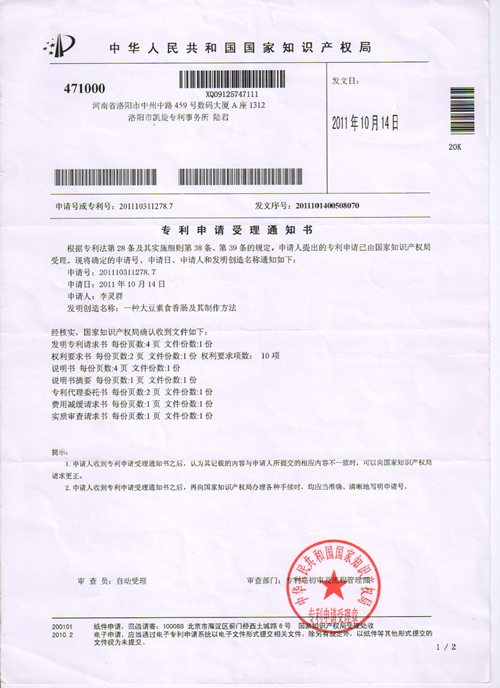 中华人民共和国国家知识产权局
471000
XQ09125747111
河南省洛阳市中州中路 459 号数码大厦 A 座 1312
洛阳市凯旋专利事务所 陆君
发文日:
2011年10月14日
20K
申请号或专利号: 201110311278.7
发文序号: 2011101400508070
专利申请受理通知书
根据专利法第 28 条及其实施细则第 38 条、第 39 条的规定,申请人提出的专利申请已由国家知识产权局
受理。现将确定的申请号、申请日、申请人和发明创造名称通知如下:
申请号: 201110311278.7
申请日: 2011 年 10 月 14 日
申请人: 李灵群
发明创造名称: 一种大豆素食香肠及其制作方法
经核实,国家知识产权局确认收到文件如下:
发明专利请求书 每份页数:4 页 文件份数:1 份
权利要求书 每份页数:2 页 文件份数:1 份 权利要求项数: 10 项
说明书 每份页数:4 页 文件份数:1 份
说明书摘要 每份页数:1 页 文件份数:1 份
专利代理委托书 每份页数:2 页 文件份数:1 份
费用减缓请求书 每份页数:1 页 文件份数:1 份
实质审查请求书 每份页数:1 页 文件份数:1 份
提示:
1. 申请人收到专利申请受理通知书之后,认为其记载的内容与申请人所提交的相应内容不一致时,可以向国家知识产权局
请求更正。
2. 申请人收到专利申请受理通知书之后,再向国家知识产权局办理各种手续时,均应当准确、清晰地写明申请号。
审 查 员: 自动受理
审查部门: 专利局初审及流程管理部
中华人民共和国国家知识产权局
专利申请受理章
200101 纸件申请,回函请寄: 100088 北京市海淀区蓟门桥西土城路 6 号 国家知识产权局受理处收
2010.2 电子申请,应当通过电子专利申请系统以电子文件形式提交相关文件。除另有规定外,以纸件等其他形式提交的
文件视为未提交。
1 / 2